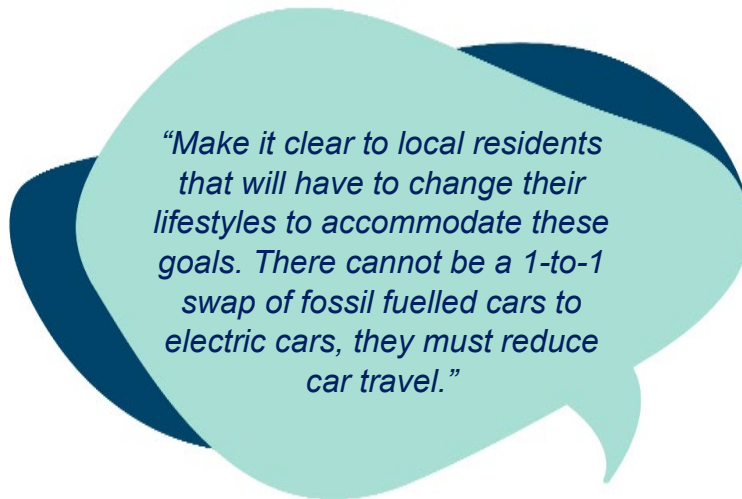 “Make it clear to local residents
that will have to change their
lifestyles to accommodate these
goals. There cannot be a 1-to-1
swap of fossil fuelled cars to
electric cars, they must reduce
car travel.”